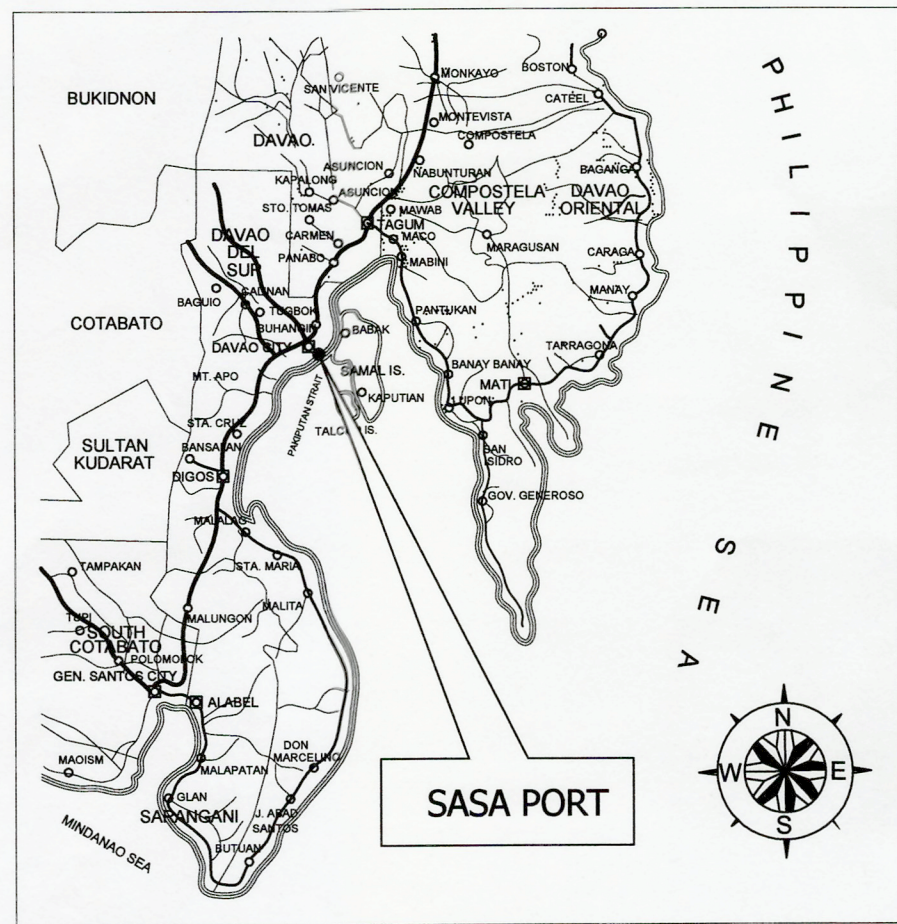 BOSTON
MONKAYO
SAN VICENTE
BUKIDNON
CATEEL
MONTEVISTA
COMPOSTELA
DAVAO.
ASUNCION
NABUNTURAN
BAGANGA
KAPALONG
ASUNCION
COMPOSTELA
VALLEY
DAVAO
ORIENTAL
STO. TOMAS
MAWAB
TAGUM
CARMEN
MACO
MARAGUSAN
DAVAO
DEL
SUR
PANABO
MABINI
CARAGA
CALINAN
MANAY
BAGUIO
TUGBOK
PANTUKAN
COTABATO
BUHANGIN
BABAK
DAVAO CITY
TARRAGONA
SAMAL IS.
BANAY BANAY
MT. APO
MATI
KAPUTIAN
LUPON
PAKIPUTAN STRAIT
STA. CRUZ
TALCUD IS.
SULTAN
KUDARAT
BANSALAN
SAN
ISIDRO
DIGOS
GOV. GENEROSO
MALALAG
PHILIPPINE SEA
TAMPAKAN
STA. MARIA
MALITA
TUPI
MALUNGON
SOUTH
COTABATO
POLOMOLOK
GEN. SANTOS CITY
ALABEL
DON
MARCELINO
MAOISM
MALAPATAN
GLAN
SARANGANI
J. ABAD
SANTOS
SASA PORT
MINDANAO SEA
BUTUAN
N
W E
S